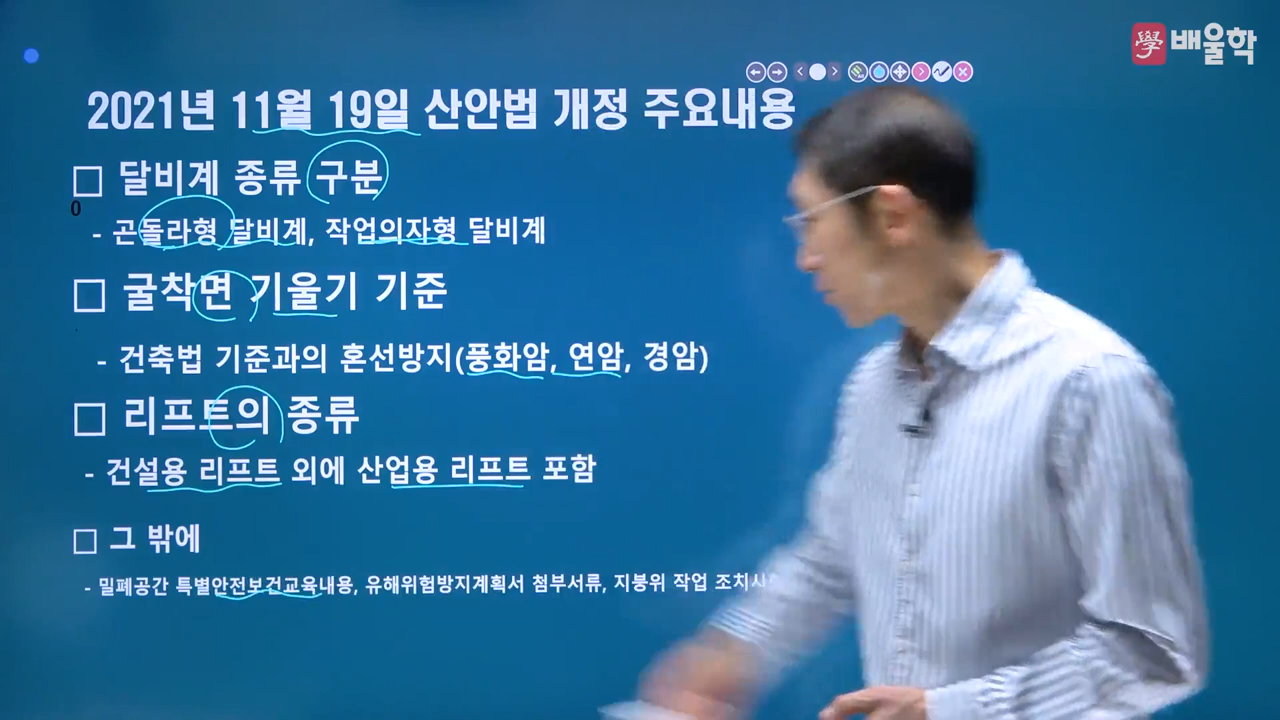 學 배울학
2021년 11월 19일 산안법 개정 주요내용
□ 달비계 종류 구분
0
- 곤돌라형 달비계, 작업의자형 달비계
□ 굴착면 기울기 기준
- 건축법 기준과의 혼선방지(풍화암, 연암, 경암)
□ 리프트의 종류
- 건설용 리프트 외에 산업용 리프트 포함
□ 그 밖에
- 밀폐공간 특별안전보건교육내용, 유해위험방지계획서 첨부서류, 지붕위 작업